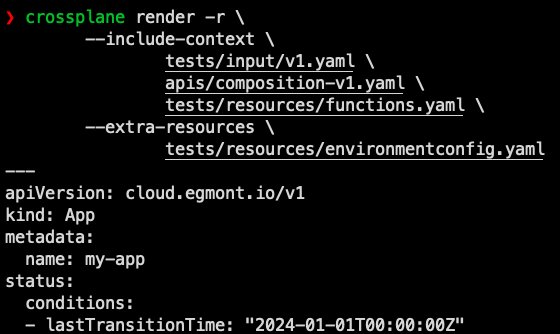 ❯ crossplane render -r \
--include-context \
tests/input/v1.yaml \
apis/composition-v1.yaml \
tests/resources/functions.yaml \
--extra-resources \
tests/resources/environmentconfig.yaml
---
apiVersion: cloud.egmont.io/v1
kind: App
metadata:
  name: my-app
status:
  conditions:
  - lastTransitionTime: "2024-01-01T00:00:00Z"